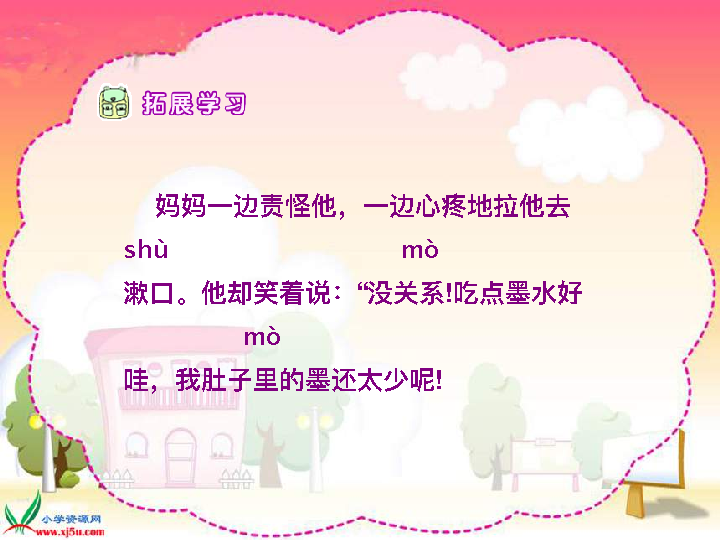 拓展学习
妈妈一边责怪他，一边心疼地拉他去
shù mò
漱口。他却笑着说：“没关系!吃点墨水好
mò
哇，我肚子里的墨还太少呢!
小学资源网
www.xj5u.com